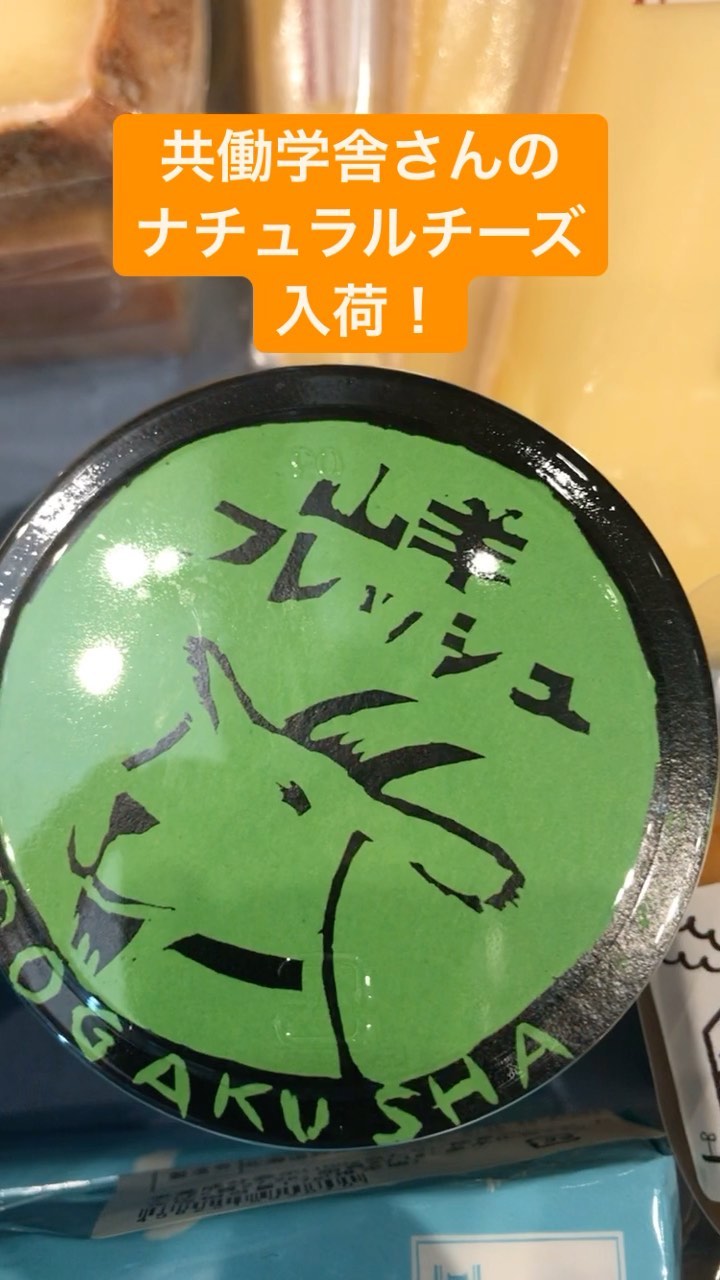 共働学舎さんの
ナチュラルチーズ
入荷！
山羊
フレッシュ
OGAKUSHA